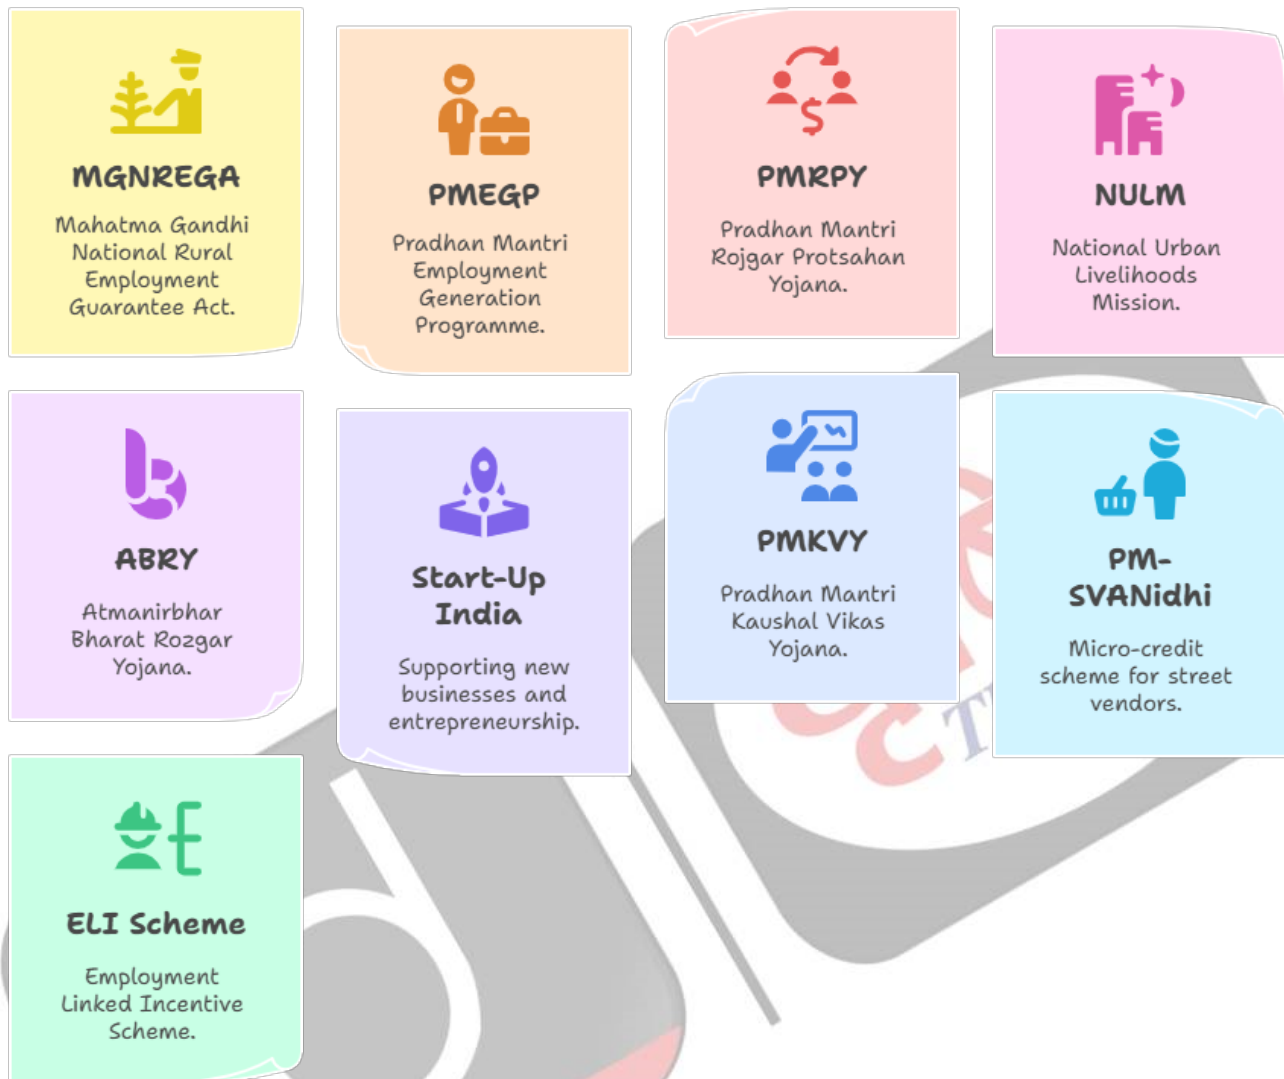 MGNREGA
Mahatma Gandhi
National Rural
Employment
Guarantee Act.
PMEGP
Pradhan Mantri
Employment
Generation
Programme.
PMRPY
Pradhan Mantri
Rojgar Protsahan
Yojana.
NULM
National Urban
Livelihoods
Mission.
ABRY
Atmanirbhar
Bharat Rozgar
Yojana.
Start-Up
India
Supporting new
businesses and
entrepreneurship.
PMKVY
Pradhan Mantri
Kaushal Vikas
Yojana.
PM-
SVANidhi
Micro-credit
scheme for street
vendors.
ELI Scheme
Employment
Linked Incentive
Scheme.